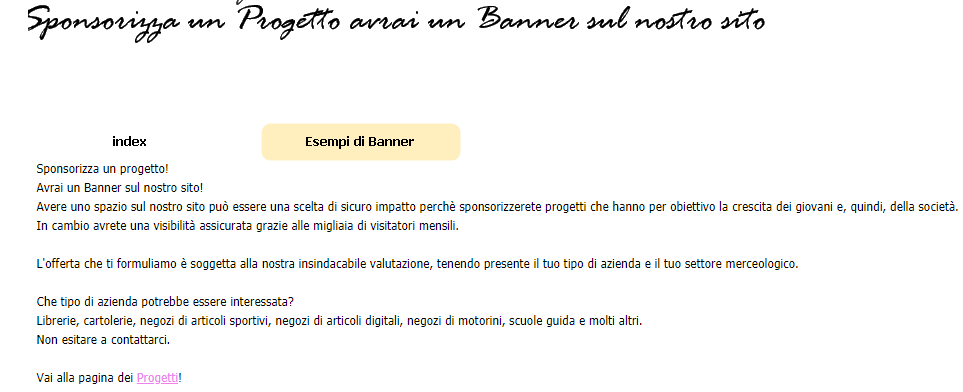 Sponsorizza un Progetto avrai un Banner sul nostro sito
index
Esempi di Banner
Sponsorizza un progetto!
Avrai un Banner sul nostro sito!
Avere uno spazio sul nostro sito può essere una scelta di sicuro impatto perchè sponsorizzerete progetti che hanno per obiettivo la crescita dei giovani e, quindi, della società.
In cambio avrete una visibilità assicurata grazie alle migliaia di visitatori mensili.
L'offerta che ti formuliamo è soggetta alla nostra insindacabile valutazione, tenendo presente il tuo tipo di azienda e il tuo settore merceologico.
Che tipo di azienda potrebbe essere interessata?
Librerie, cartolerie, negozi di articoli sportivi, negozi di articoli digitali, negozi di motorini, scuole guida e molti altri.
Non esitare a contattarci.
Vai alla pagina dei Progetti!